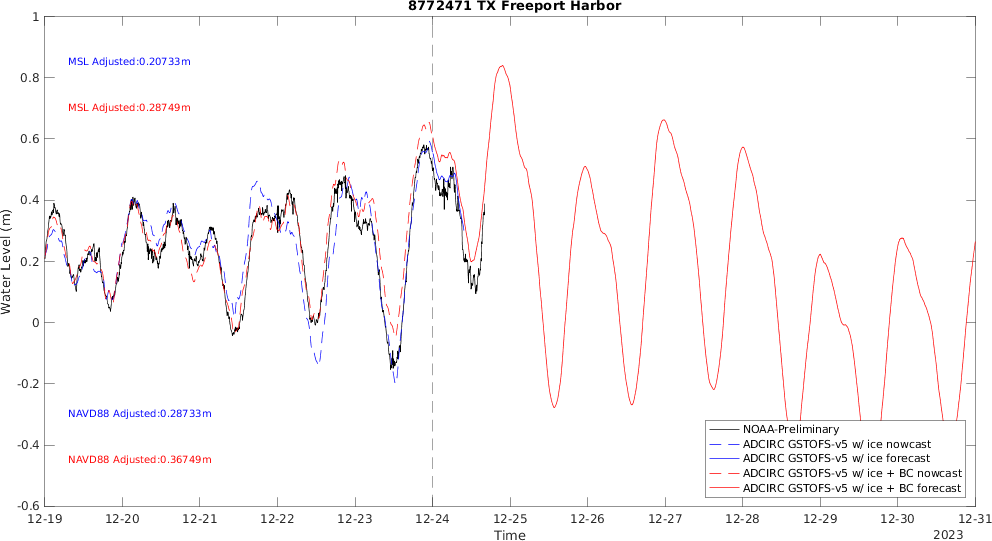 8772471 TX Freeport Harbor
1
0.8
0.6
0.4
0.2
0
-0.2
-0.4
-0.6
Water Level (m)
MSL Adjusted:0.20733m
MSL Adjusted:0.28749m
NAVD88 Adjusted:0.28733m
NAVD88 Adjusted:0.36749m
NOAA-Preliminary
ADCIRC GSTOFS-v5 w/ ice nowcast
ADCIRC GSTOFS-v5 w/ ice forecast
ADCIRC GSTOFS-v5 w/ ice + BC nowcast
ADCIRC GSTOFS-v5 w/ ice + BC forecast
12-19 12-20 12-21 12-22 12-23 12-24 12-25 12-26 12-27 12-28 12-29 12-30 12-31
Time
2023